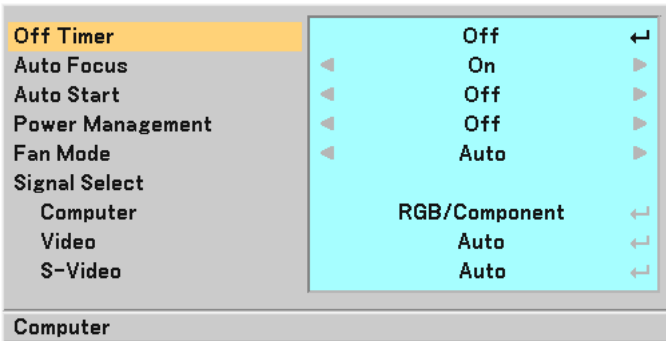 Off Timer Off
Auto Focus On
Auto Start Off
Power Management Off
Fan Mode Auto
Signal Select
Computer RGB/Component
Video Auto
S-Video Auto
Computer